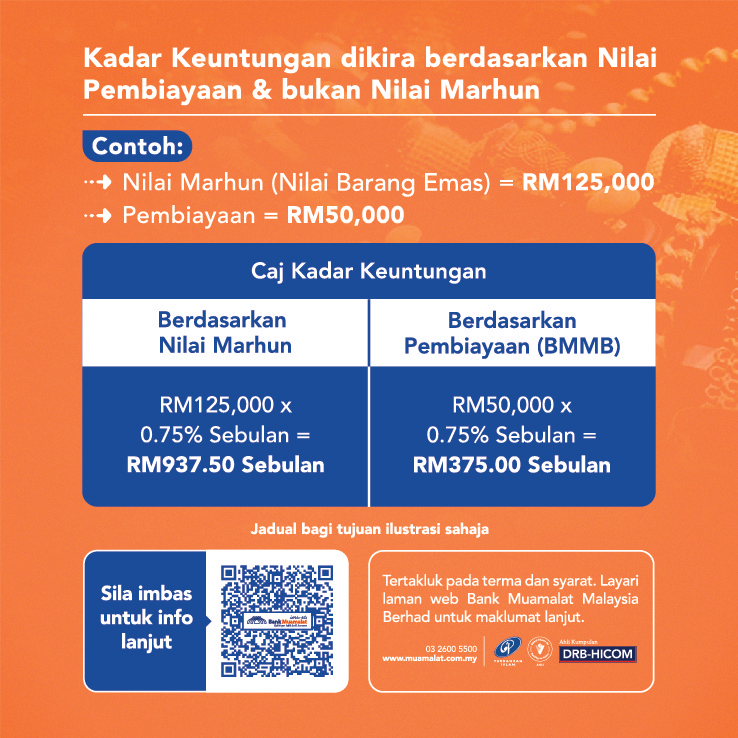 Kadar Keuntungan dikira berdasarkan Nilai
Pembiayaan & bukan Nilai Marhun
Contoh:
Nilai Marhun (Nilai Barang Emas) = RM125,000
Pembiayaan = RM50,000
Caj Kadar Keuntungan
Berdasarkan
Nilai Marhun
Berdasarkan
Pembiayaan (BMMB)
RM125,000 x
0.75% Sebulan =
RM937.50 Sebulan
RM50,000 x
0.75% Sebulan =
RM375.00 Sebulan
Jadual bagi tujuan ilustrasi sahaja
Sila imbas
untuk info
lanjut
Bank Muamalat
Tertakluk pada terma dan syarat. Layari
laman web Bank Muamalat Malaysia
Berhad untuk maklumat lanjut.
03 2600 5500
www.muamalat.com.my
PERBANKAN
ISLAM
Ahli Kumpulan
DRB-HICOM